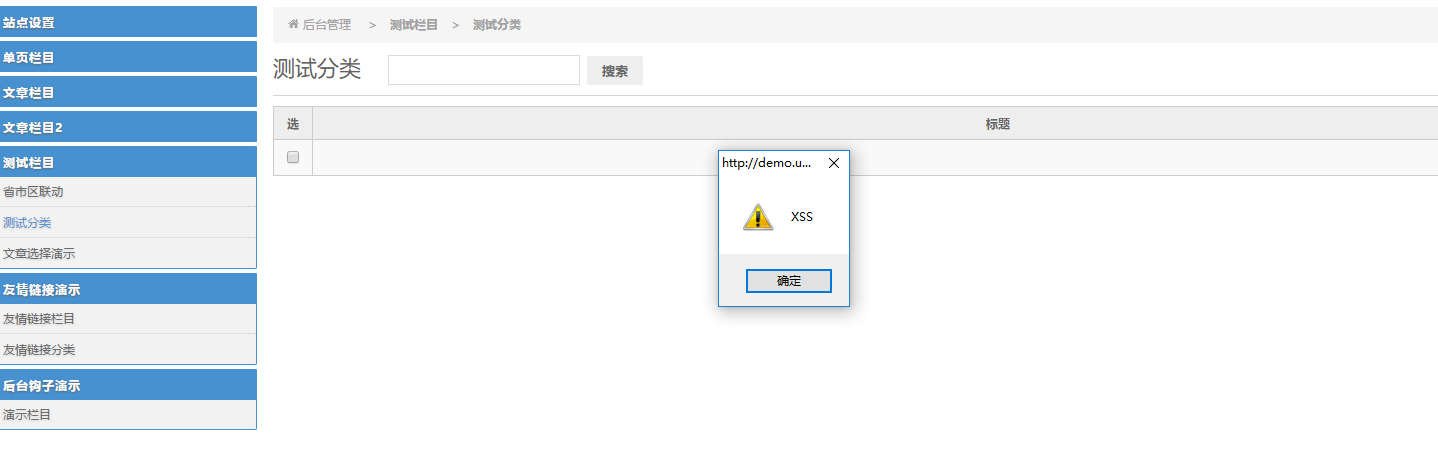 站点设置
单页栏目
文章栏目
文章栏目2
测试栏目
省市区联动
测试分类
文章选择演示
友情链接演示
友情链接栏目
友情链接分类
后台钩子演示
演示栏目
后台管理 > 测试栏目 > 测试分类
测试分类 搜索
选 标题
http://demo.u...
XSS
确定